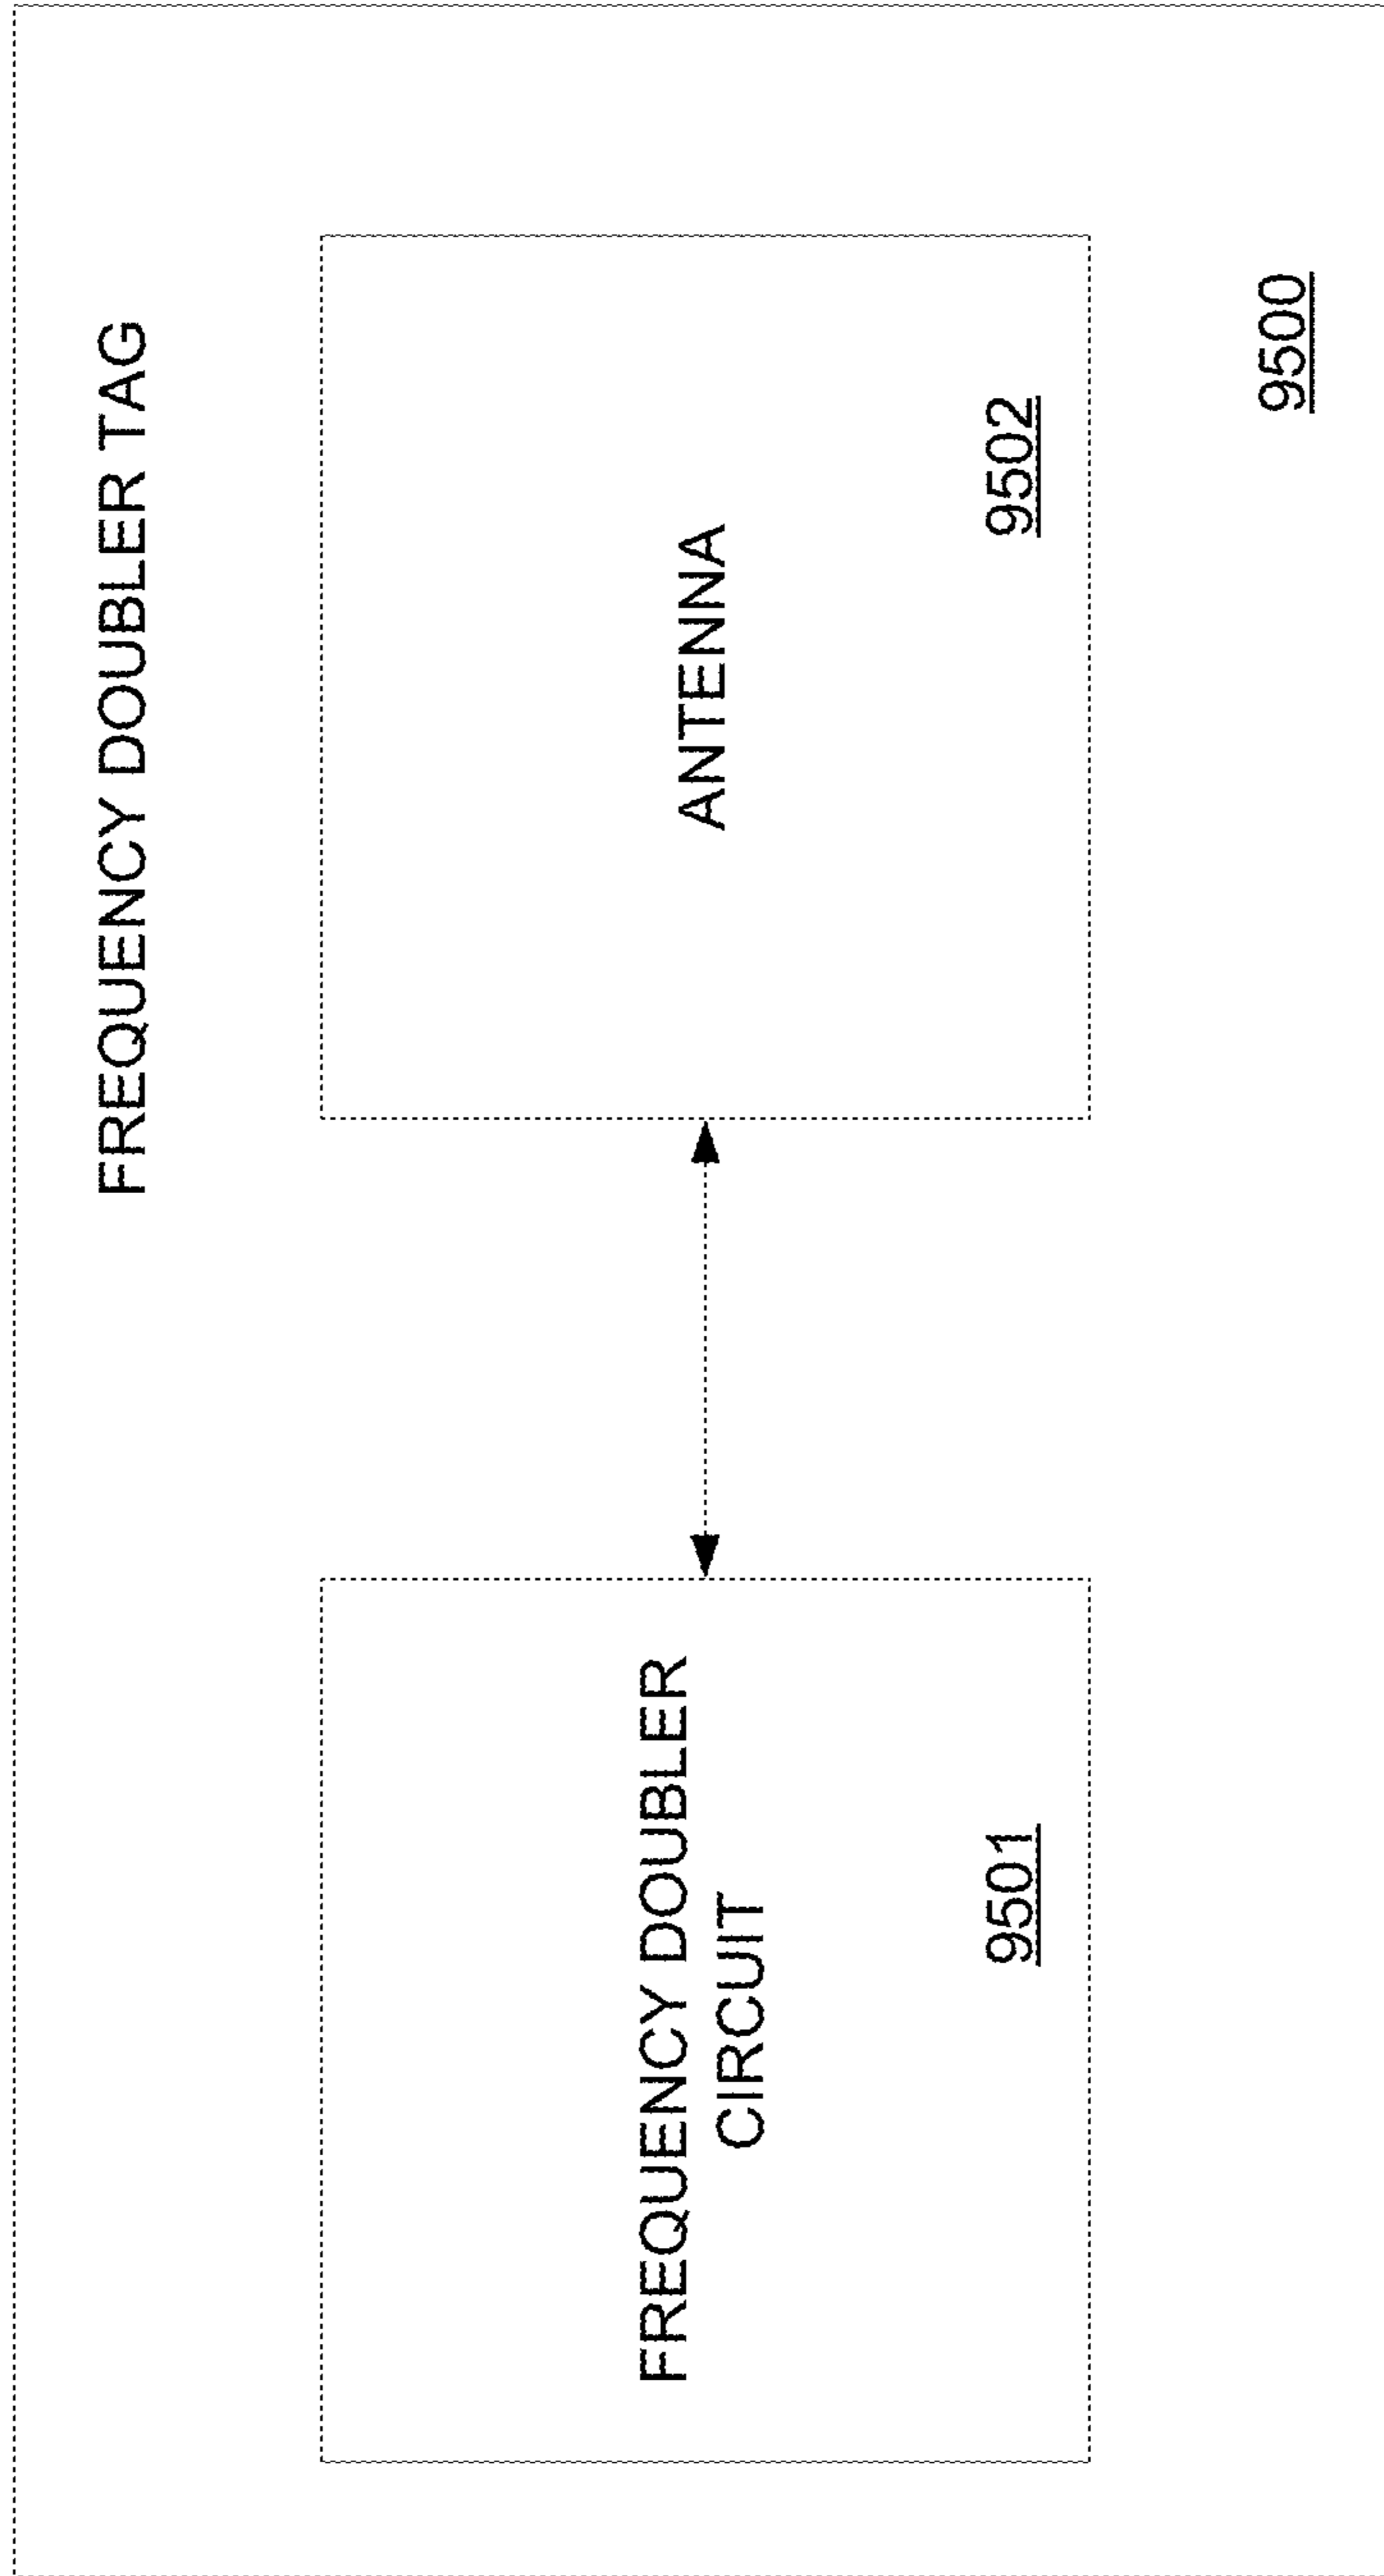 FREQUENCY DOUBLER TAG
FREQUENCY DOUBLER
CIRCUIT
9501
ANTENNA
9502
9500